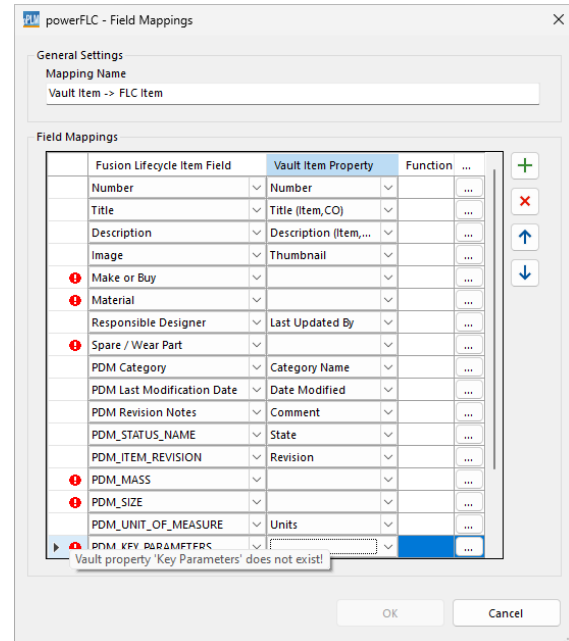 PLM powerFLC - Field Mappings
General Settings
Mapping Name
Vault Item -> FLC Item
Field Mappings
Fusion Lifecycle Item Field Vault Item Property Function ...
Number Number ...
Title Title (Item,CO) ...
Description Description (Item,... ...
Image Thumbnail ...
Make or Buy ...
Material ...
Responsible Designer Last Updated By ...
Spare / Wear Part ...
PDM Category Category Name ...
PDM Last Modification Date Date Modified ...
PDM Revision Notes Comment ...
PDM_STATUS_NAME State ...
PDM_ITEM_REVISION Revision ...
PDM_MASS ...
PDM_SIZE ...
PDM_UNIT_OF_MEASURE Units ...
PDM_KEY_PARAMETERS ...
Vault property 'Key Parameters' does not exist!
OK Cancel